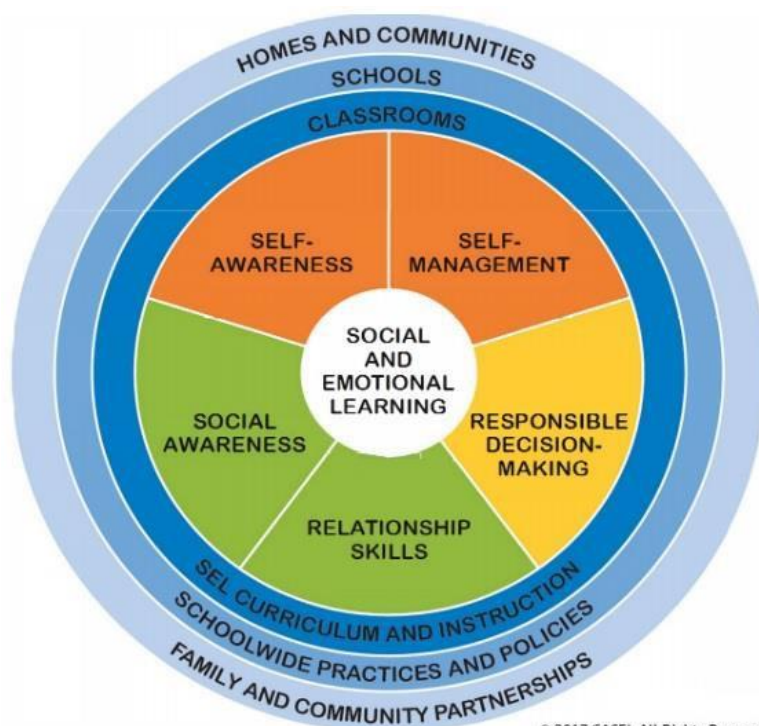 HOMES AND COMMUNITIES
SCHOOLS
CLASSROOMS
SELF-
AWARENESS
SELF-
MANAGEMENT
SOCIAL
AND
EMOTIONAL
LEARNING
SOCIAL
AWARENESS
RESPONSIBLE
DECISION-
MAKING
RELATIONSHIP
SKILLS
SEL CURRICULUM AND INSTRUCTION
SCHOOLWIDE PRACTICES AND POLICIES
FAMILY AND COMMUNITY PARTNERSHIPS